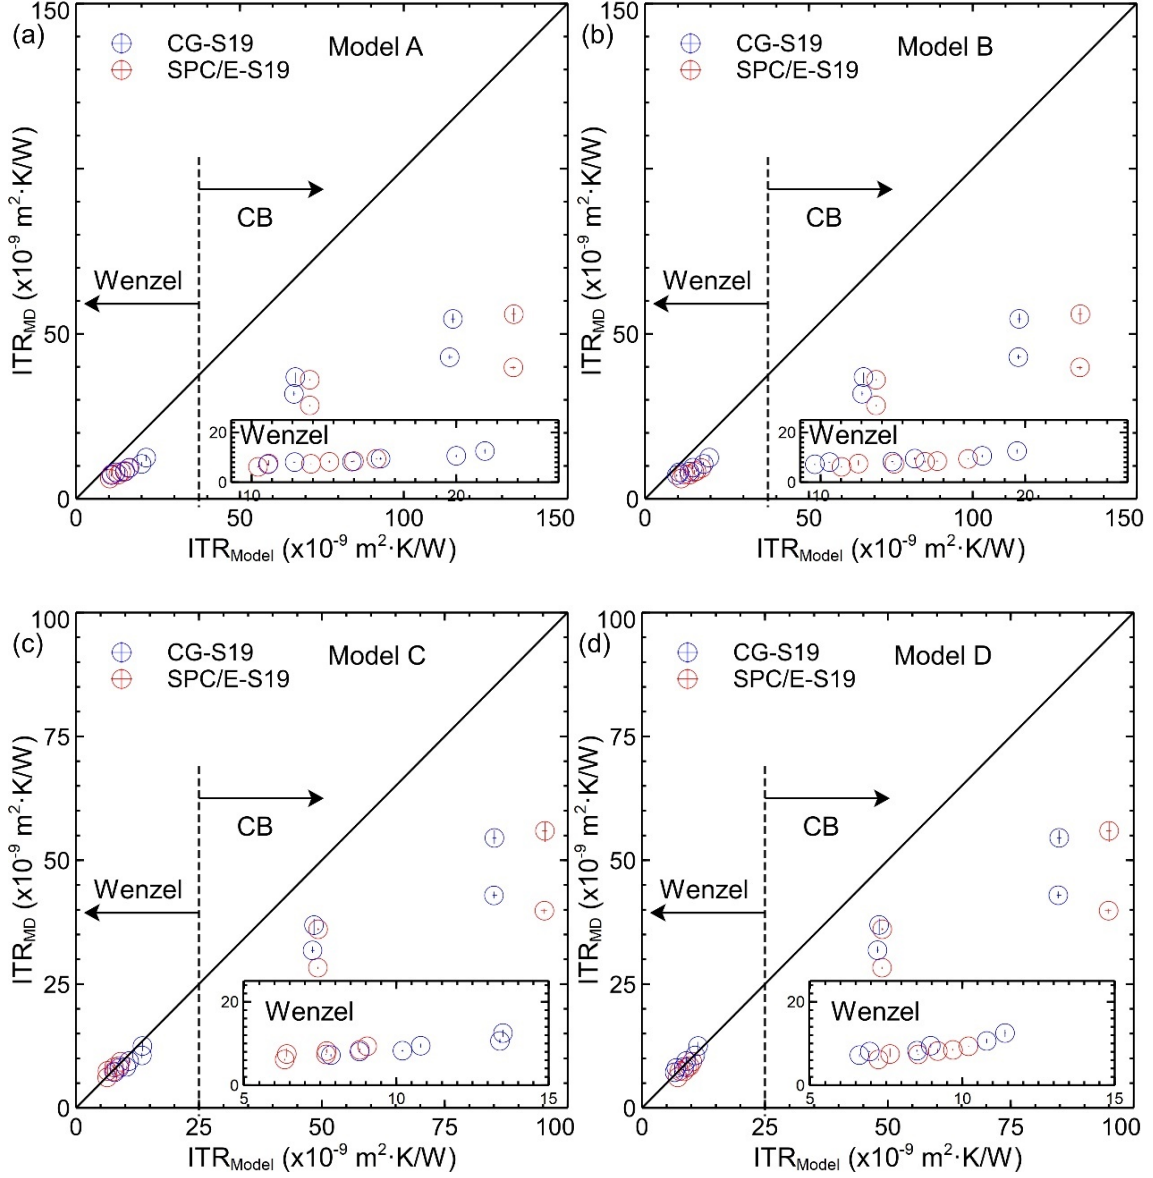 (a)
150
CG-S19
SPC/E-S19
Model A
CB
Wenzel
50
0
ITR_MD (x10^-9 m^2·K/W)
Wenzel
20
0
10
20
0
50
100
150
ITR_Model (x10^-9 m^2·K/W)
(b)
150
CG-S19
SPC/E-S19
Model B
CB
Wenzel
50
0
ITR_MD (x10^-9 m^2·K/W)
Wenzel
20
0
10
20
0
50
100
150
ITR_Model (x10^-9 m^2·K/W)
(c)
100
CG-S19
SPC/E-S19
Model C
75
CB
Wenzel
50
25
0
ITR_MD (x10^-9 m^2·K/W)
Wenzel
20
0
5
10
15
0
25
50
75
100
ITR_Model (x10^-9 m^2·K/W)
(d)
100
CG-S19
SPC/E-S19
Model D
75
CB
Wenzel
50
25
0
ITR_MD (x10^-9 m^2·K/W)
Wenzel
20
0
5
10
15
0
25
50
75
100
ITR_Model (x10^-9 m^2·K/W)